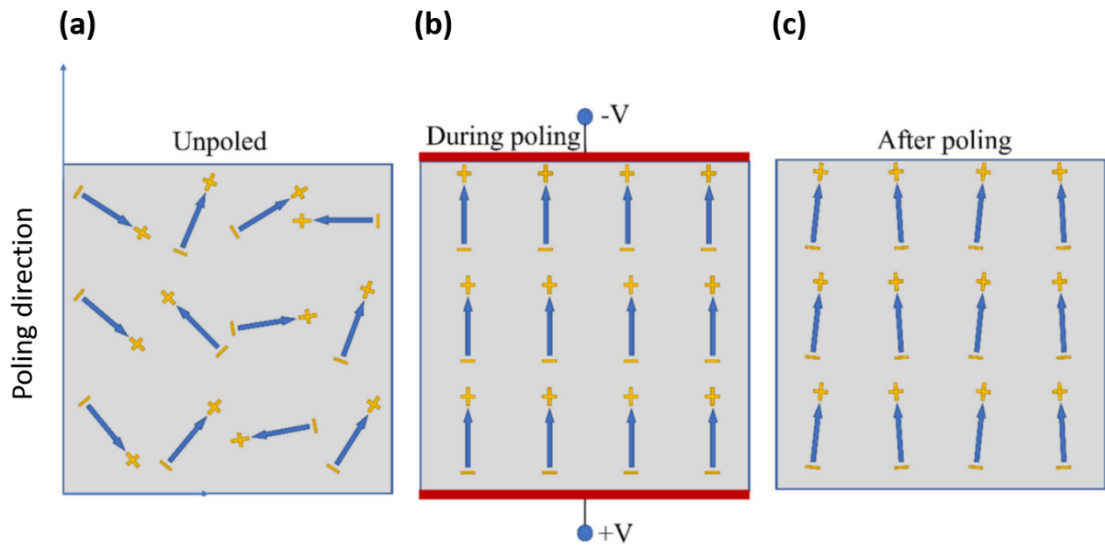 (a)
(b)
(c)
Unpoled
During poling
-V
After poling
Poling direction
+V